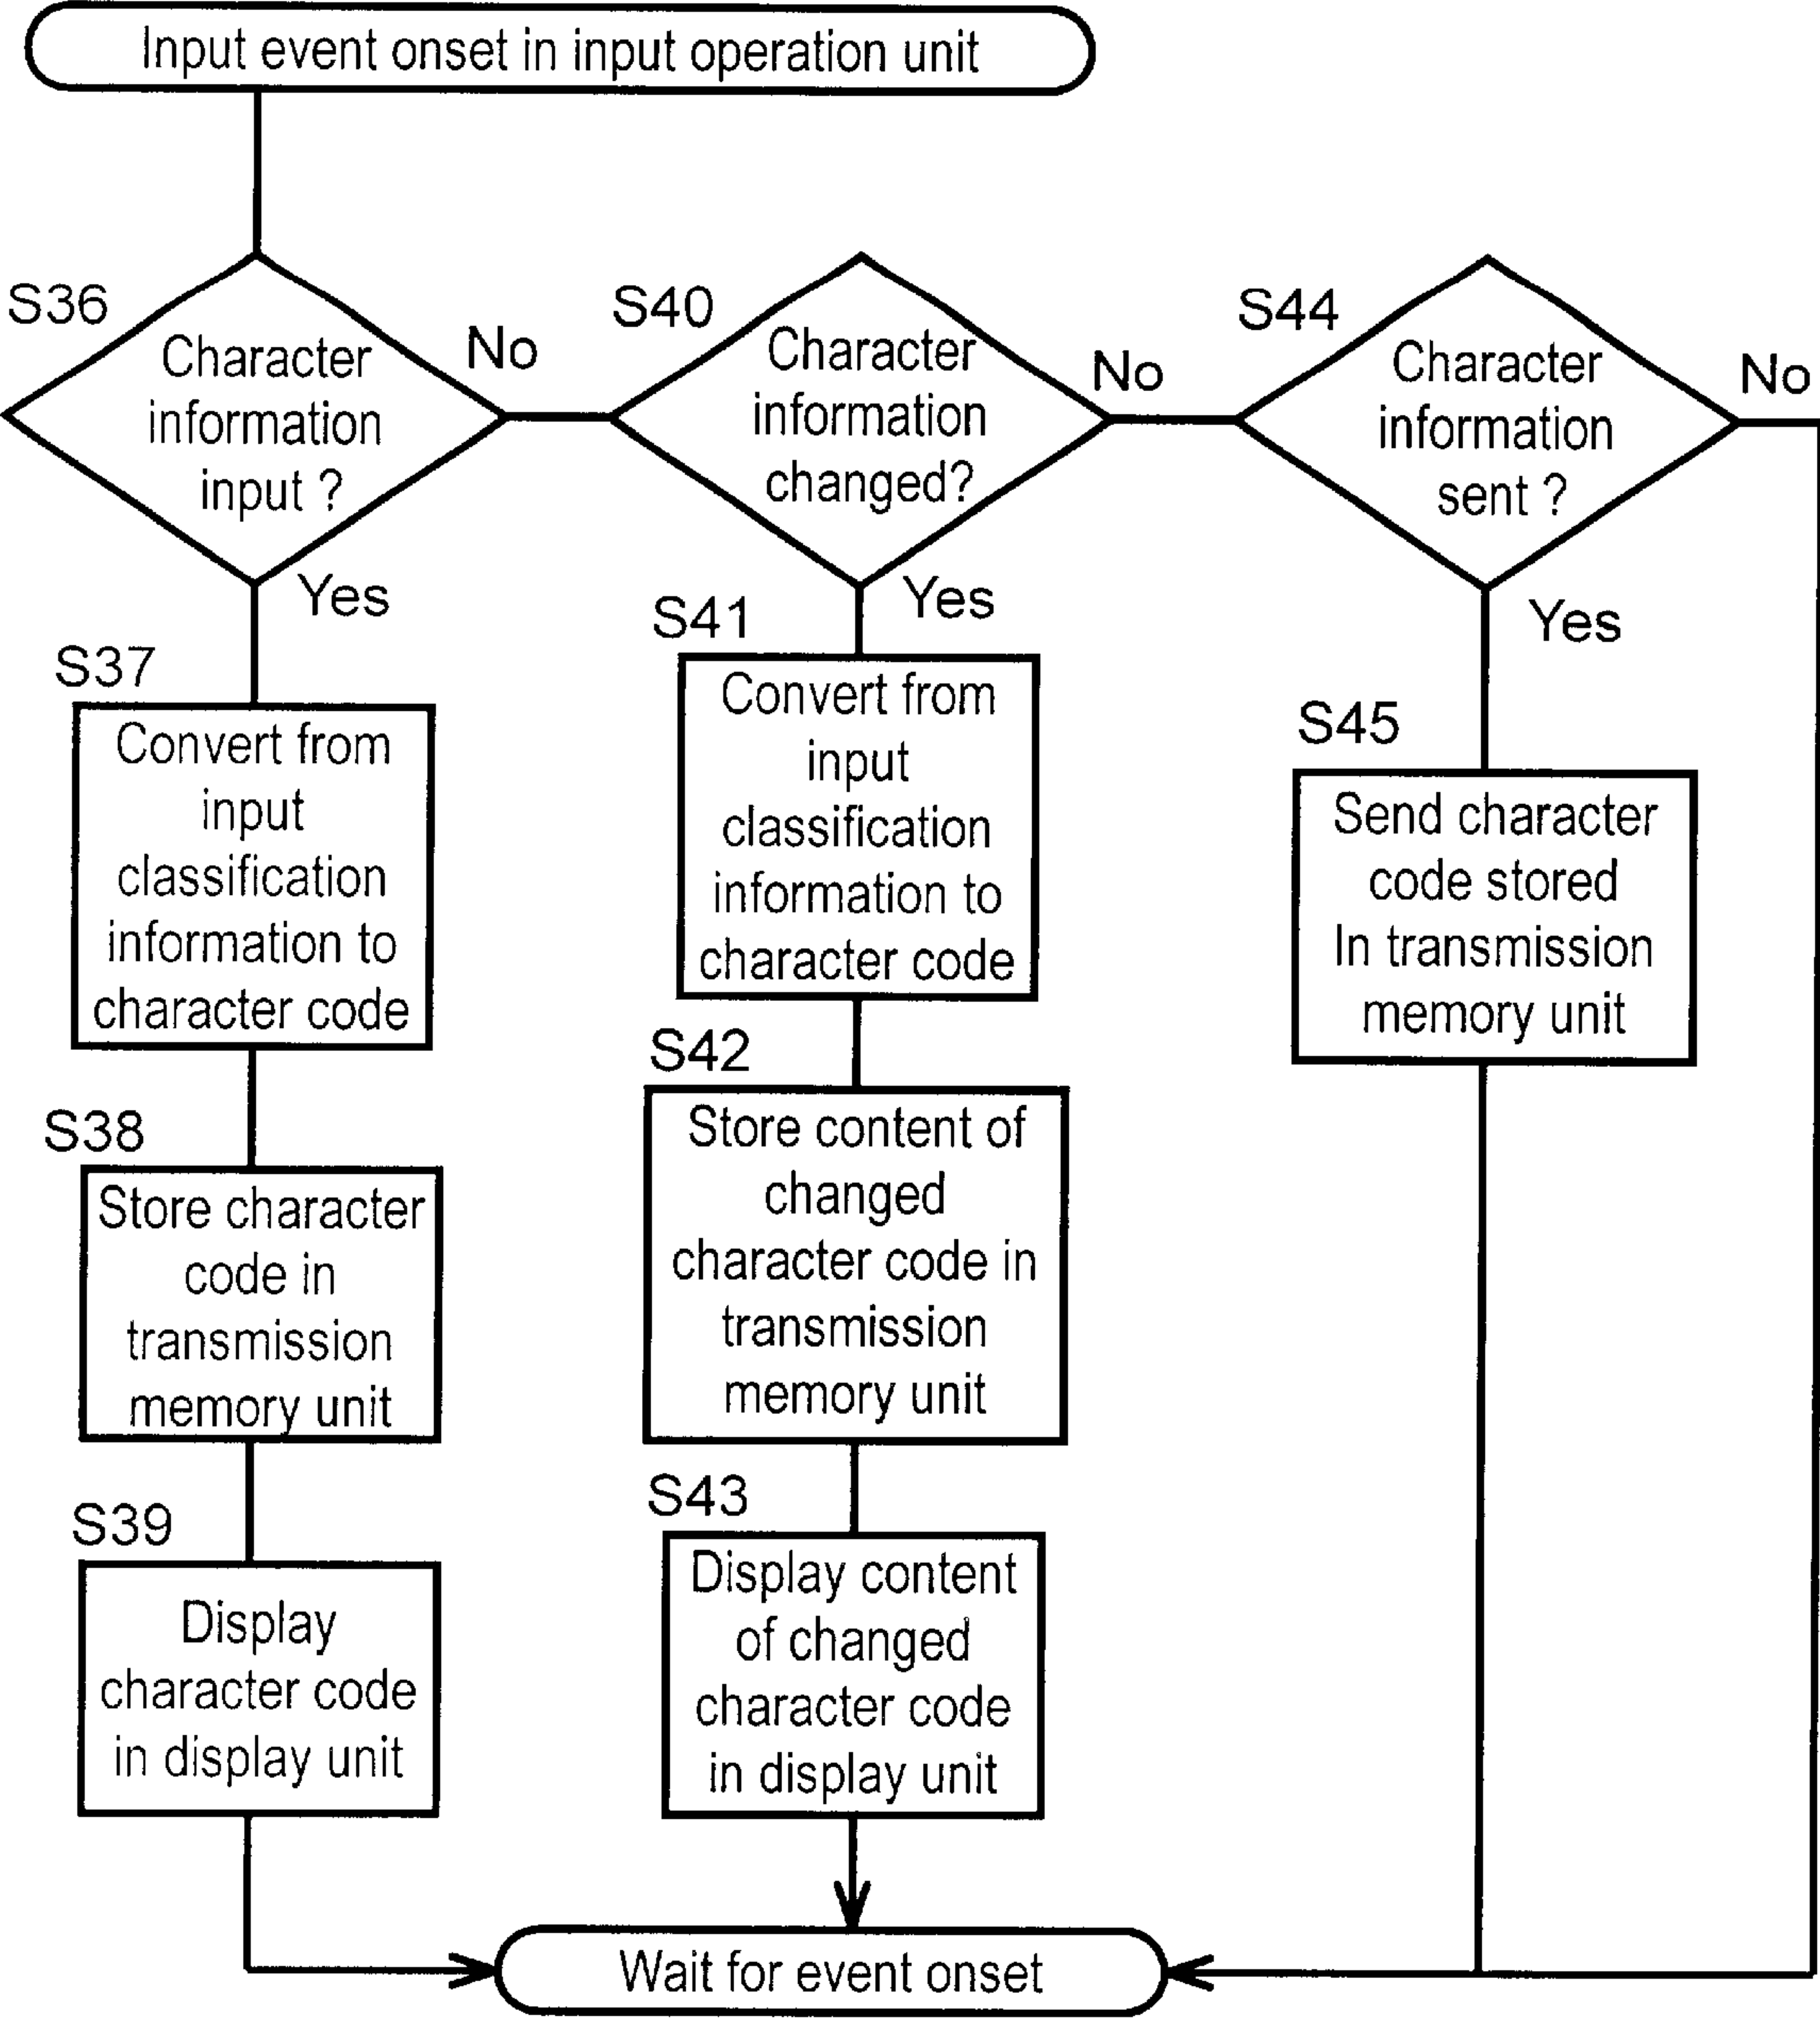 Input event onset in input operation unit
S36
Character
information
input ?
No
Yes
S37
Convert from
input
classification
information to
character code
S38
Store character
code in
transmission
memory unit
S39
Display
character code
in display unit
S40
Character
information
changed?
No
Yes
S41
Convert from
input
classification
information to
character code
S42
Store content of
changed
character code in
transmission
memory unit
S43
Display content
of changed
character code
in display unit
S44
Character
information
sent ?
No
Yes
S45
Send character
code stored
In transmission
memory unit
Wait for event onset